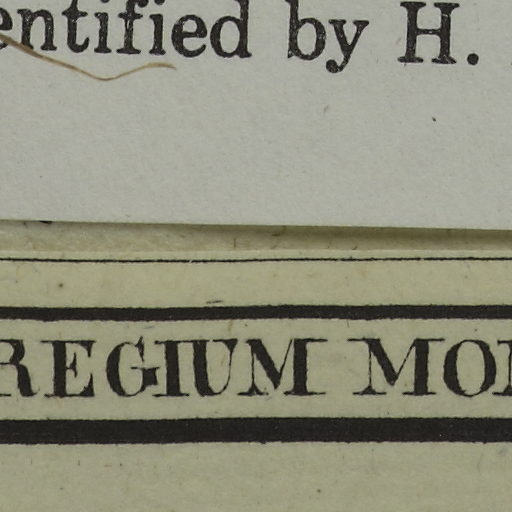 entified by H.
REGIUM MO